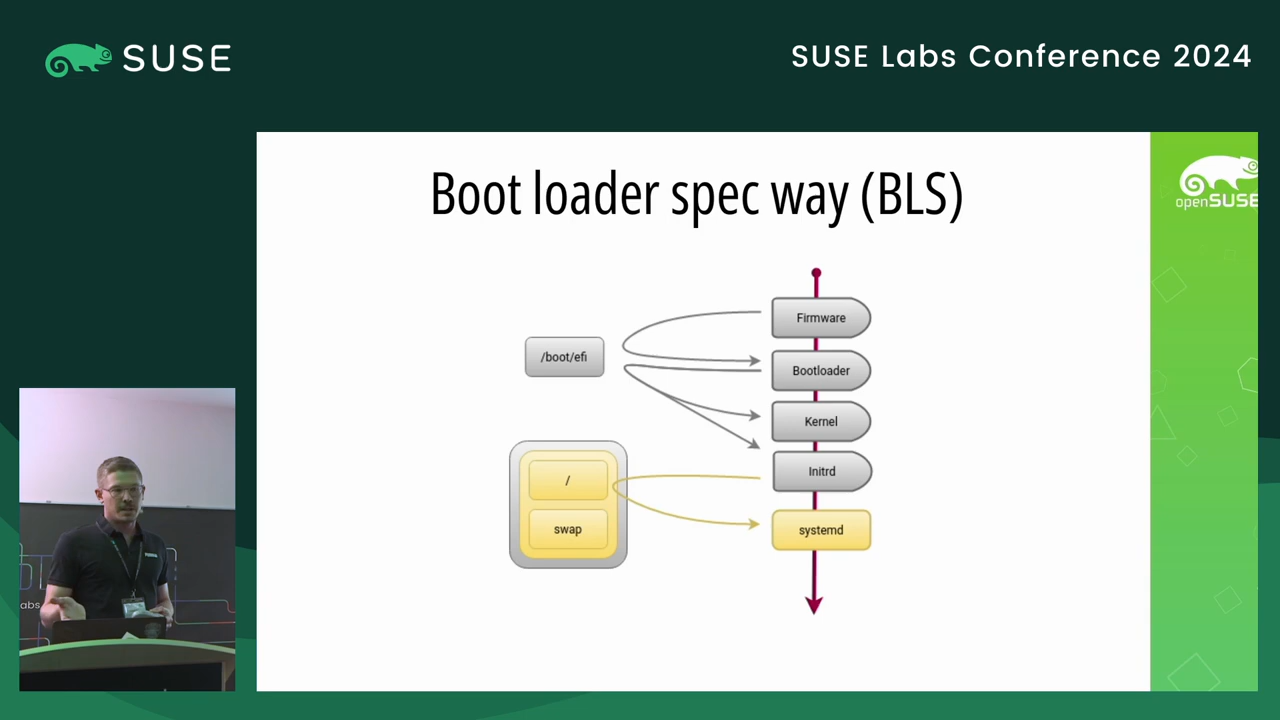 SUSE
SUSE Labs Conference 2024
Boot loader spec way (BLS)
openSUSE
Firmware
/boot/efi
Bootloader
Kernel
Initrd
/
swap
systemd
abs